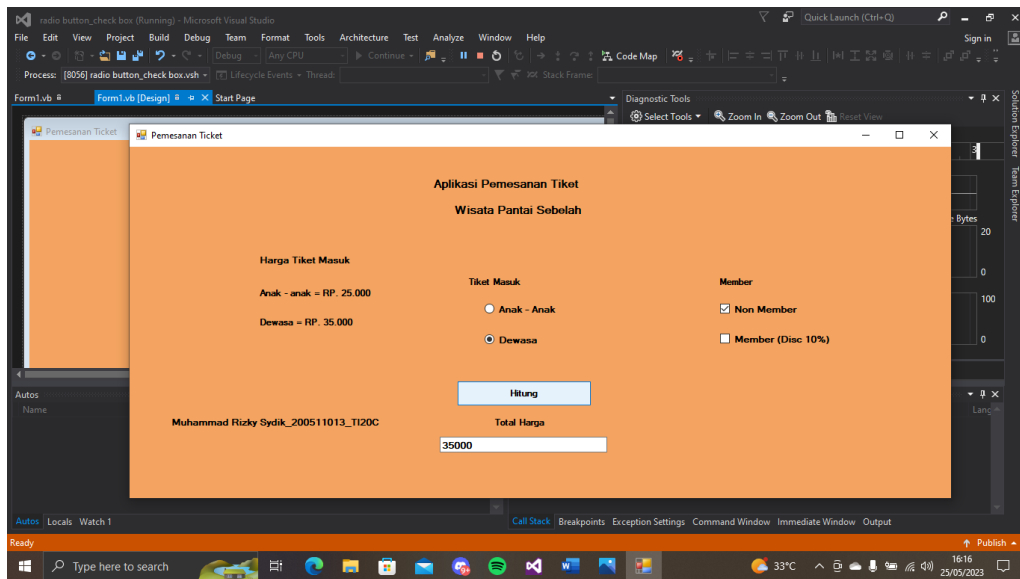 radio button_check box (Running) - Microsoft Visual Studio
Quick Launch (Ctrl+Q)
File Edit View Project Build Debug Team Format Tools Architecture Test Analyze Window Help
Sign in
Debug Any CPU Continue Code Map
Process: [8056] radio button_check box.vsh Lifecycle Events Thread: Stack Frame:
Form1.vb Form1.vb [Design] Start Page
Diagnostic Tools
Select Tools Zoom In Zoom Out Reset View
Solution Explorer
Team Explorer
Pemesanan Ticket
Pemesanan Ticket
3
Bytes
20
0
100
0
Aplikasi Pemesanan Tiket
Wisata Pantai Sebelah
Harga Tiket Masuk
Anak - anak = RP. 25.000
Dewasa = RP. 35.000
Tiket Masuk
Anak - Anak
Dewasa
Member
Non Member
Member (Disc 10%)
Hitung
Muhammad Rizky Sydik_200511013_TI20C
Total Harga
35000
Autos
Name
Lang
Autos Locals Watch 1
Call Stack Breakpoints Exception Settings Command Window Immediate Window Output
Ready
Publish
Type here to search
33°C
16:16
25/05/2023